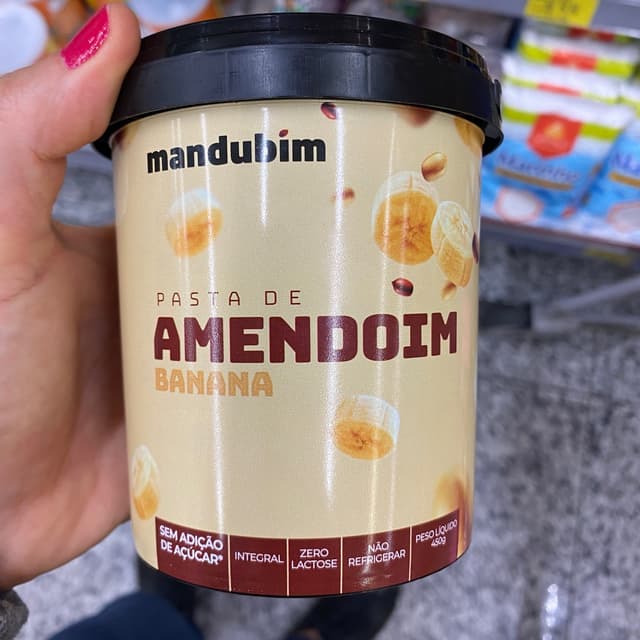 mandubim
PASTA DE
AMENDOIM
BANANA
SEM ADIÇÃO
DE AÇÚCAR*
INTEGRAL
ZERO
LACTOSE
NÃO
REFRIGERAR
PESO LÍQUIDO
450g